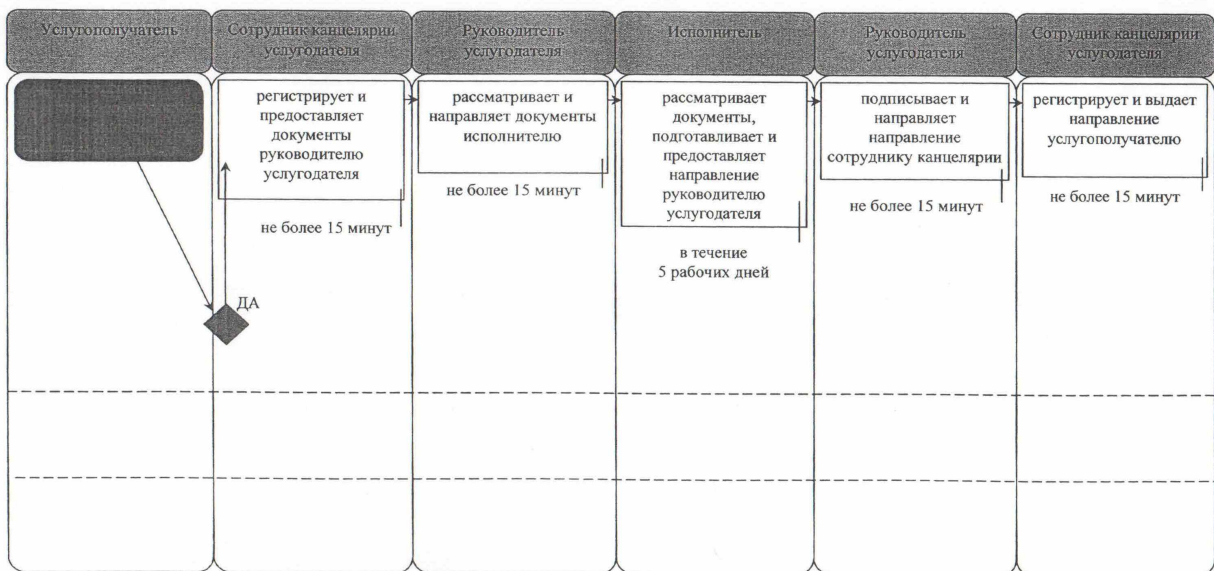 Услугополучатель
Сотрудник канцелярии
услугодателя
Руководитель
услугодателя
Исполнитель
Руководитель
услугодателя
Сотрудник канцелярии
услугодателя
регистрирует и
предоставляет
документы
руководителю
услугодателя
не более 15 минут
рассматривает и
направляет документы
исполнителю
не более 15 минут
рассматривает
документы,
подготавливает и
предоставляет
направление
руководителю
услугодателя
в течение
5 рабочих дней
подписывает и
направляет
направление
сотруднику канцелярии
не более 15 минут
регистрирует и выдает
направление
услугополучателю
не более 15 минут
ДА